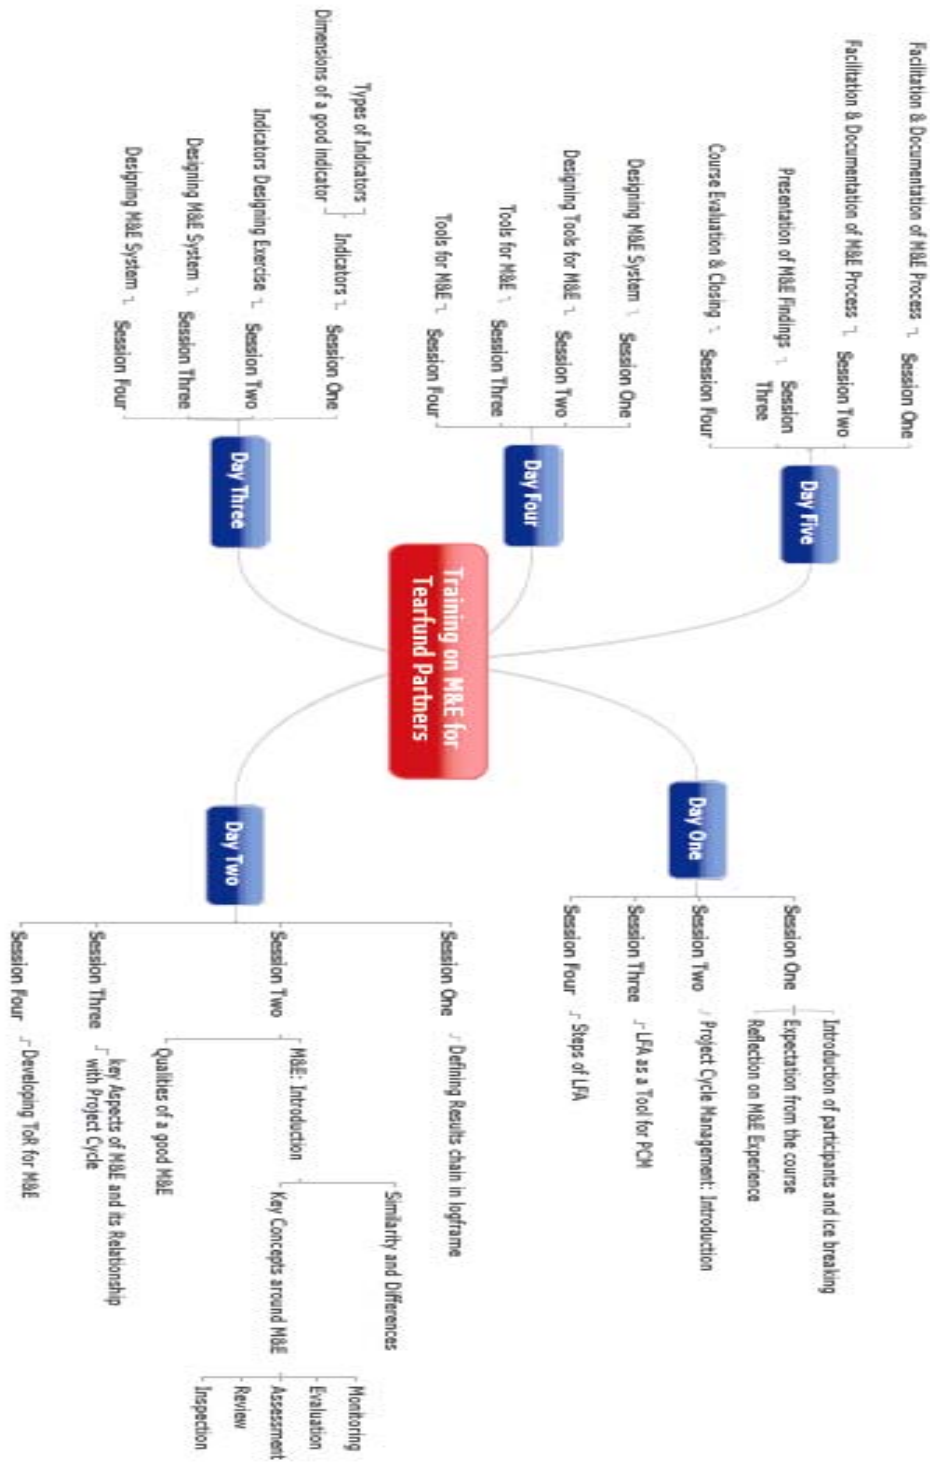 Training on M&E for
Tearfund Partners
Day One
Session One
Introduction of participants and ice breaking
Expectation from the course
Reflection on M&E Experience
Session Two
Project Cycle Management: Introduction
Session Three
LFA as a Tool for PCM
Session Four
Steps of LFA
Day Two
Session One
Defining Results chain in logframe
Session Two
M&E: Introduction
Similarity and Differences
Key Concepts around M&E
Monitoring
Evaluation
Assessment
Review
Inspection
Qualities of a good M&E
Session Three
key Aspects of M&E and its Relationship
with Project Cycle
Session Four
Developing ToR for M&E
Day Three
Session One
Indicators
Types of Indicators
Dimensions of a good indicator
Session Two
Indicators Designing Exercise
Session Three
Designing M&E System
Session Four
Designing M&E System
Day Four
Session One
Designing M&E System
Session Two
Designing Tools for M&E
Session Three
Tools for M&E
Session Four
Tools for M&E
Day Five
Session One
Facilitation & Documentation of M&E Process
Session Two
Facilitation & Documentation of M&E Process
Session
Three
Presentation of M&E Findings
Session Four
Course Evaluation & Closing